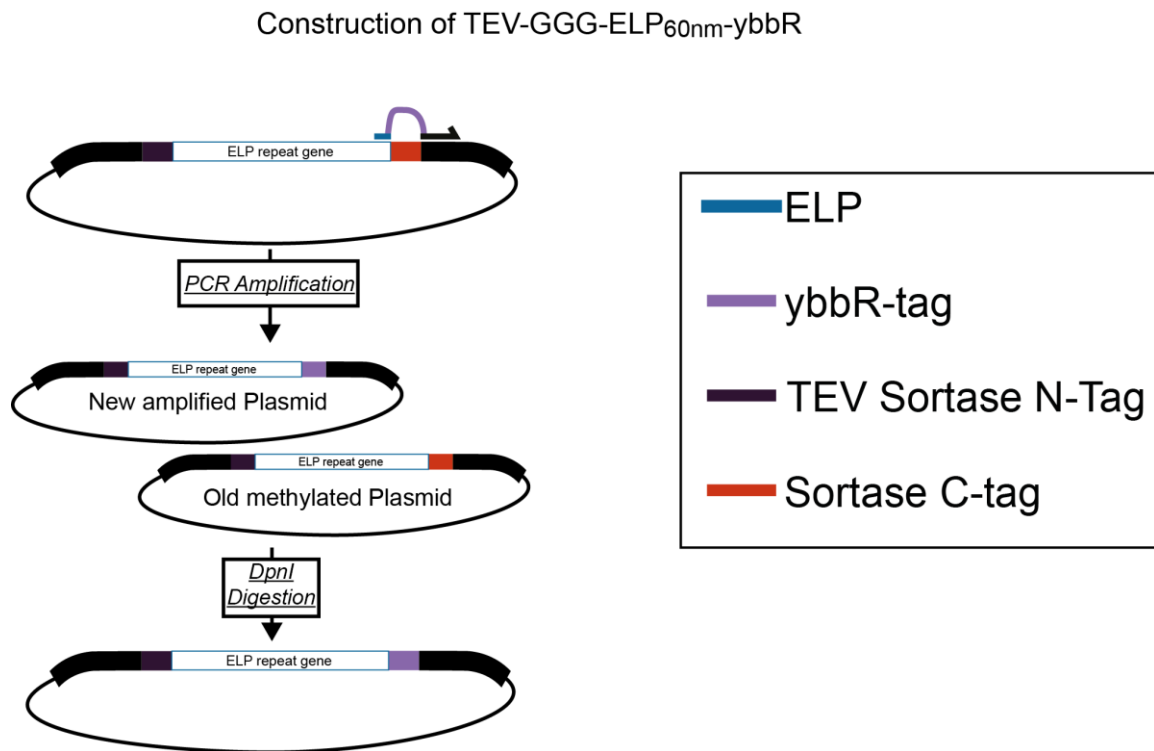 Construction of TEV-GGG-ELP60nm-ybbR
ELP repeat gene
PCR Amplification
ELP repeat gene
New amplified Plasmid
ELP repeat gene
Old methylated Plasmid
DpnI
Digestion
ELP repeat gene
ELP
ybbR-tag
TEV Sortase N-Tag
Sortase C-tag